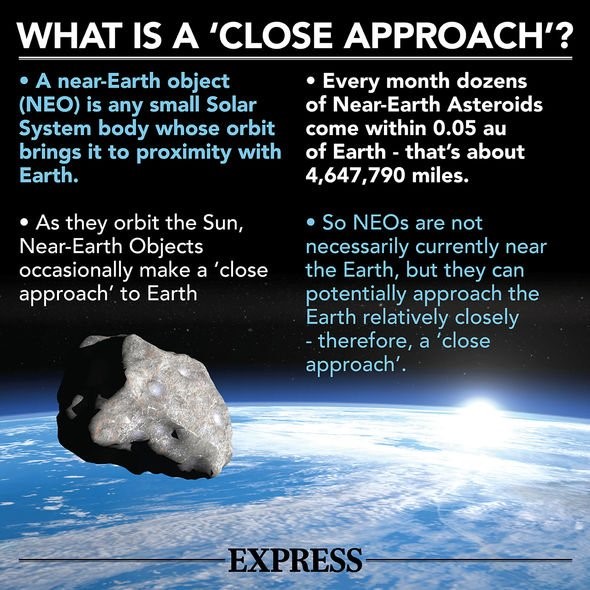 WHAT IS A ‘CLOSE APPROACH’?
• A near-Earth object
(NEO) is any small Solar
System body whose orbit
brings it to proximity with
Earth.
• As they orbit the Sun,
Near-Earth Objects
occasionally make a ‘close
approach’ to Earth
• Every month dozens
of Near-Earth Asteroids
come within 0.05 au
of Earth - that’s about
4,647,790 miles.
• So NEOs are not
necessarily currently near
the Earth, but they can
potentially approach the
Earth relatively closely
- therefore, a ‘close
approach’.
EXPRESS